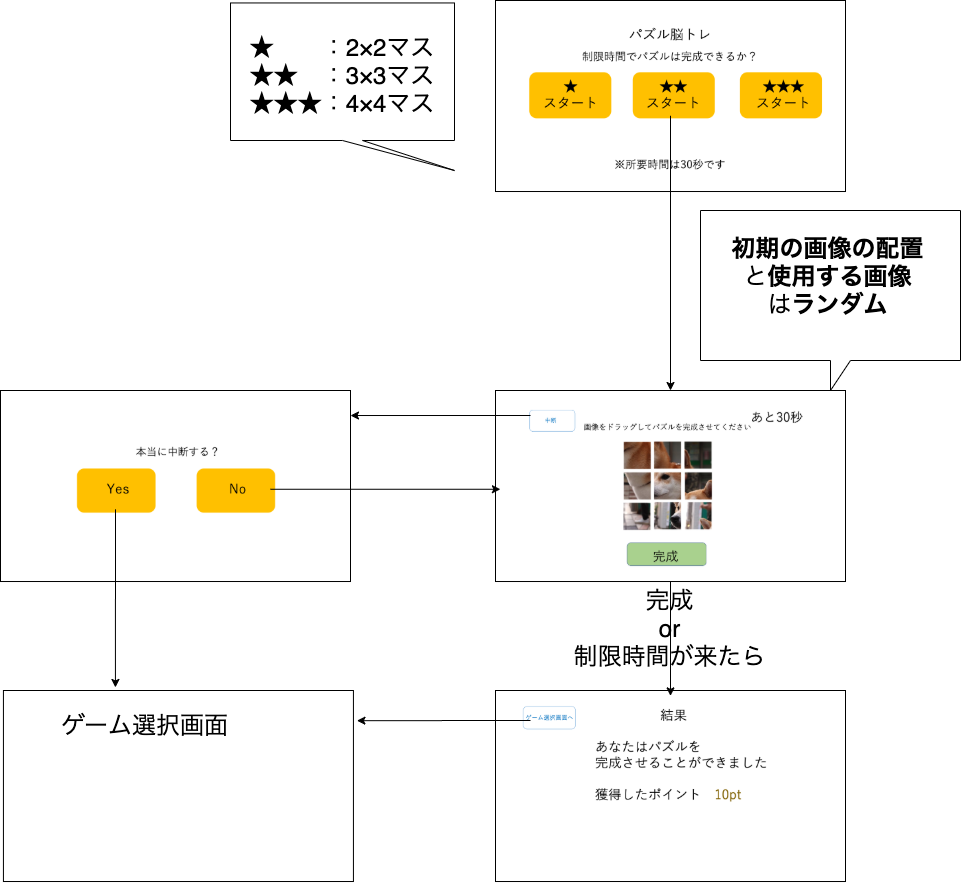 ★　　：2×2マス
★★　：3×3マス
★★★：4×4マス
パズル脳トレ
制限時間でパズルは完成できるか？
★
スタート
★★
スタート
★★★
スタート
※所要時間は30秒です
初期の画像の配置
と使用する画像
はランダム
本当に中断する？
Yes
No
中断
画像をドラッグしてパズルを完成させてください
あと30秒
完成
完成
or
制限時間が来たら
ゲーム選択画面
ゲーム選択画面へ
結果
あなたはパズルを
完成させることができました
獲得したポイント　10pt